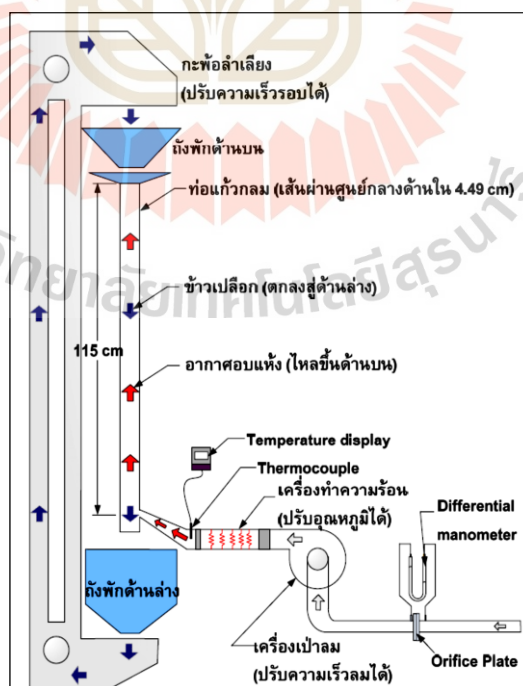 กะพ้อลำเลียง
(ปรับความเร็วรอบได้)
ถังพักด้านบน
ท่อแก้วกลม (เส้นผ่านศูนย์กลางด้านใน 4.49 cm)
ข้าวเปลือก (ตกลงสู่ด้านล่าง)
115 cm
อากาศอบแห้ง (ไหลขึ้นด้านบน)
Temperature display
Thermocouple
เครื่องทำความร้อน
(ปรับอุณหภูมิได้)
Differential
manometer
ถังพักด้านล่าง
เครื่องเป่าลม
(ปรับความเร็วลมได้)
Orifice Plate